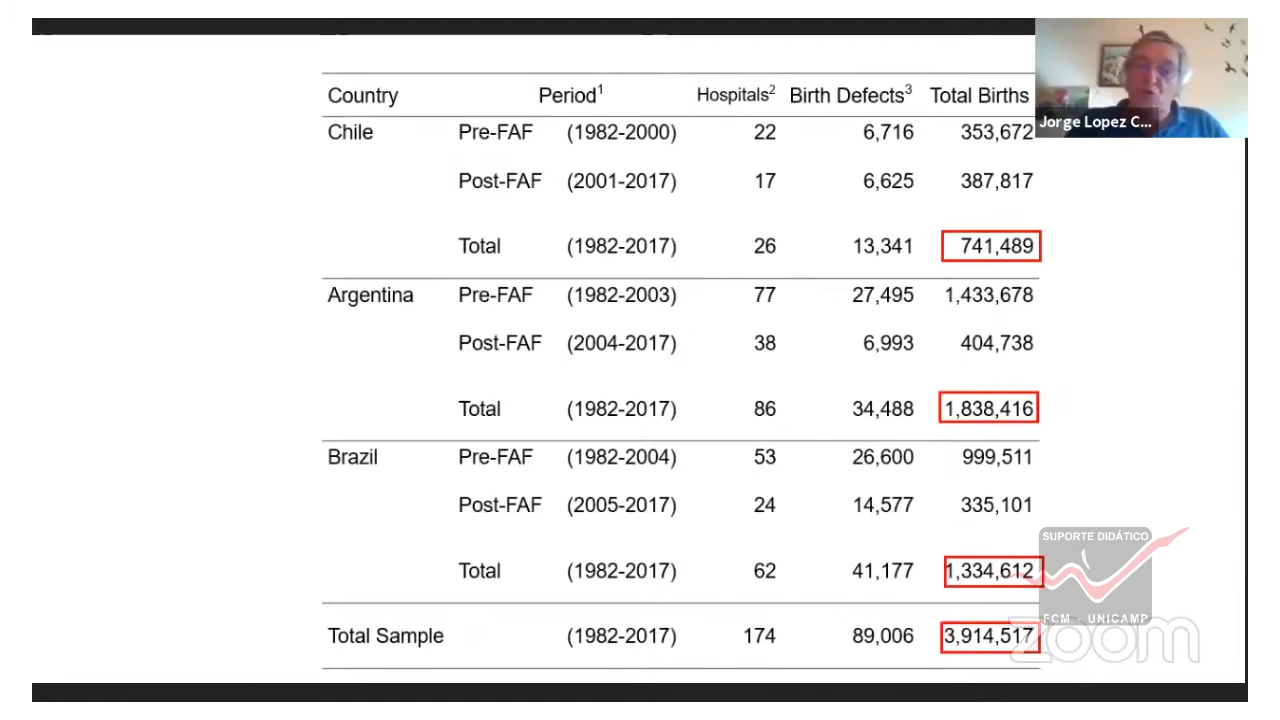 Country Period1 Hospitals2 Birth Defects3 Total Births
Jorge Lopez C...
Chile Pre-FAF (1982-2000) 22 6,716 353,672
Post-FAF (2001-2017) 17 6,625 387,817
Total (1982-2017) 26 13,341 741,489
Argentina Pre-FAF (1982-2003) 77 27,495 1,433,678
Post-FAF (2004-2017) 38 6,993 404,738
Total (1982-2017) 86 34,488 1,838,416
Brazil Pre-FAF (1982-2004) 53 26,600 999,511
Post-FAF (2005-2017) 24 14,577 335,101
Total (1982-2017) 62 41,177 1,334,612
Total Sample (1982-2017) 174 89,006 3,914,517
SUPORTE DIDÁTICO
FCM - UNICAMP
zoom